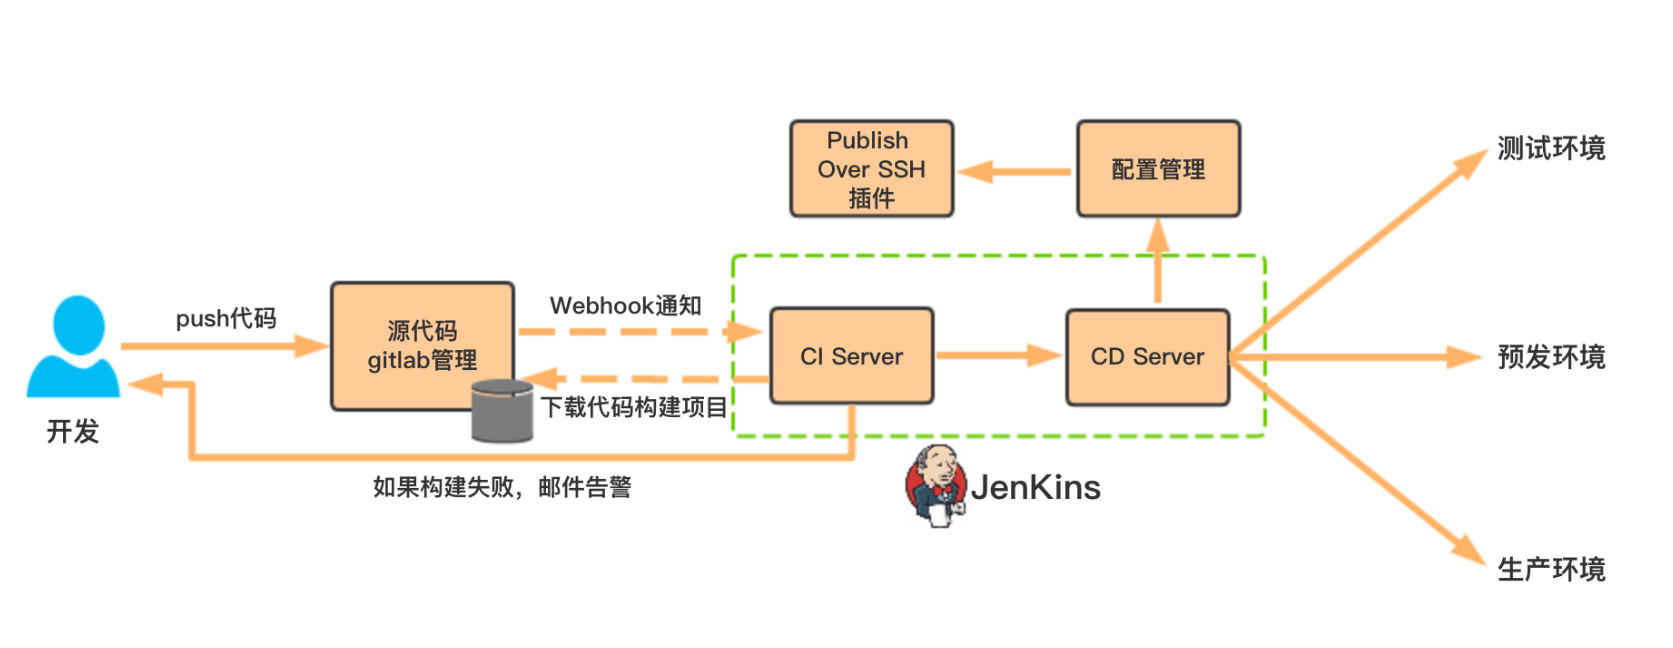 Publish
Over SSH
插件
配置管理
测试环境
push代码
源代码
gitlab管理
Webhook通知
下载代码构建项目
CI Server
CD Server
预发环境
开发
如果构建失败，邮件告警
JenKins
生产环境